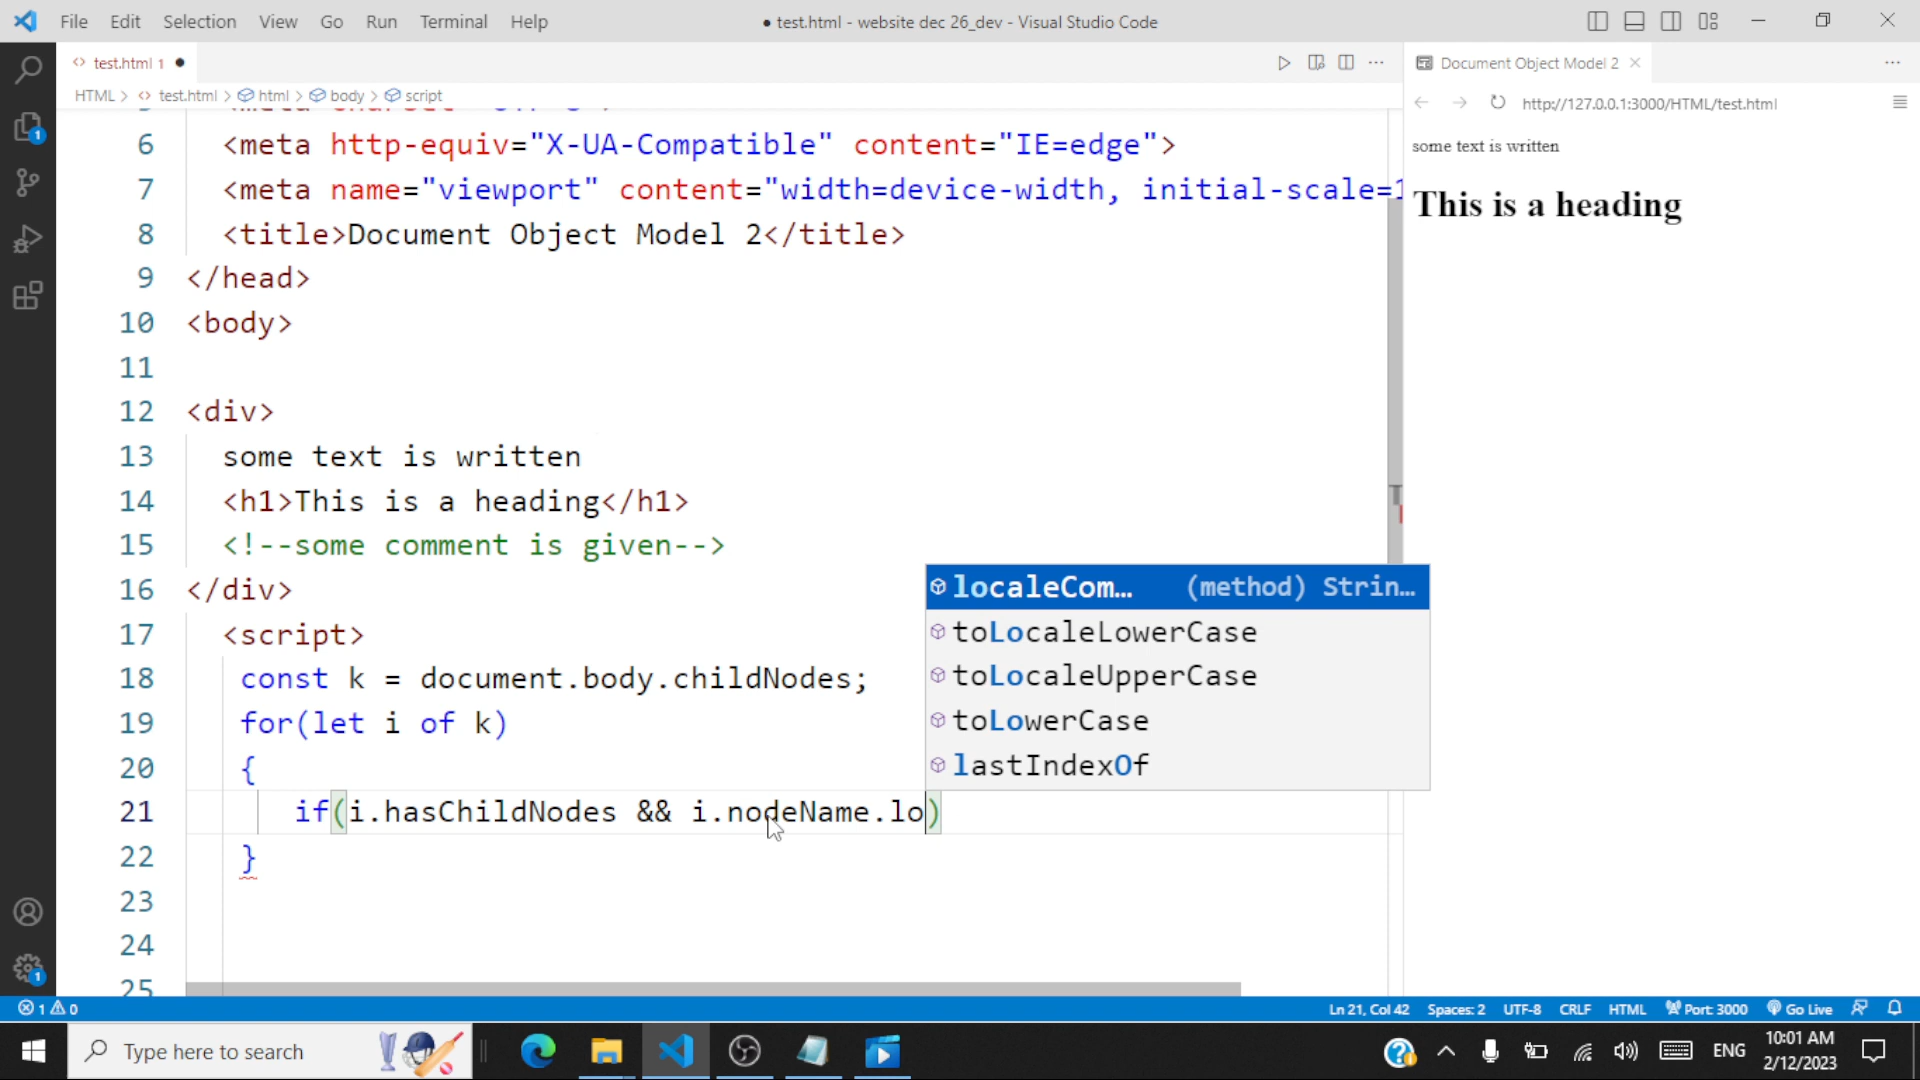 File Edit Selection View Go Run Terminal Help
● test.html - website dec 26_dev - Visual Studio Code
test.html 1 ●
Document Object Model 2
HTML > test.html > html > body > script
http://127.0.0.1:3000/HTML/test.html
6 <meta http-equiv="X-UA-Compatible" content="IE=edge">
7 <meta name="viewport" content="width=device-width, initial-scale=1
8 <title>Document Object Model 2</title>
9 </head>
10 <body>
11
12 <div>
13 some text is written
14 <h1>This is a heading</h1>
15 <!--some comment is given-->
16 </div>
17 <script>
18 const k = document.body.childNodes;
19 for(let i of k)
20 {
21 if(i.hasChildNodes && i.nodeName.lo)
22 }
23
24
25
localeCom... (method) Strin...
toLocaleLowerCase
toLocaleUpperCase
toLowerCase
lastIndexOf
some text is written
This is a heading
1
1
1 0
Ln 21, Col 42 Spaces: 2 UTF-8 CRLF HTML Port: 3000 Go Live
Type here to search
ENG
10:01 AM
2/12/2023